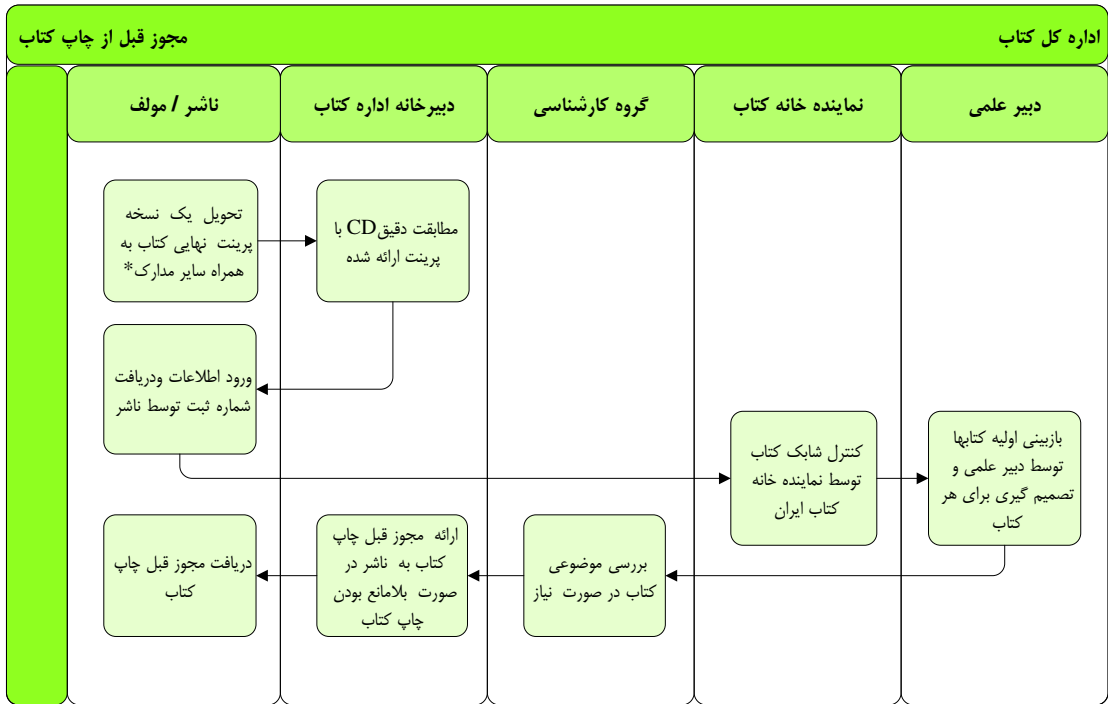 اداره کل کتاب
مجوز قبل از چاپ کتاب
دبیر علمی
نماینده خانه کتاب
گروه کارشناسی
دبیرخانه اداره کتاب
ناشر / مولف
تحویل یک نسخه
پرینت نهایی کتاب به
همراه سایر مدارک*
مطابقت دقیقCD با
پرینت ارائه شده
ورود اطلاعات ودریافت
شماره ثبت توسط ناشر
کنترل شابک کتاب
توسط نماینده خانه
کتاب ایران
بازبینی اولیه کتابها
توسط دبیر علمی و
تصمیم گیری برای هر
کتاب
بررسی موضوعی
کتاب در صورت نیاز
ارائه مجوز قبل چاپ
کتاب به ناشر در
صورت بلامانع بودن
چاپ کتاب
دریافت مجوز قبل چاپ
کتاب